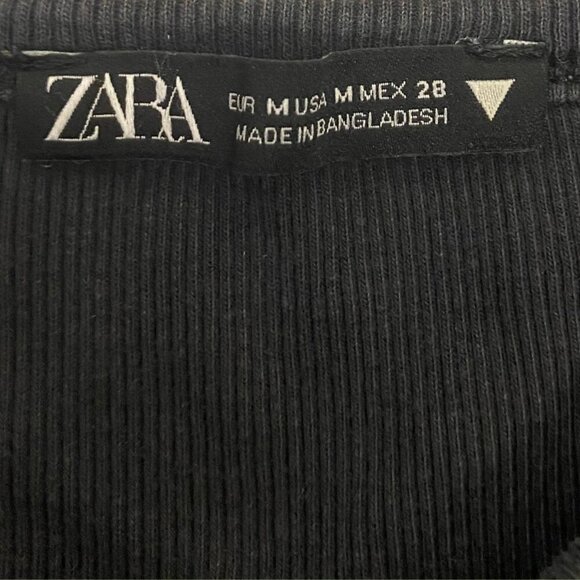 ZARA
EUR M USA M MEX 28
MADE IN BANGLADESH